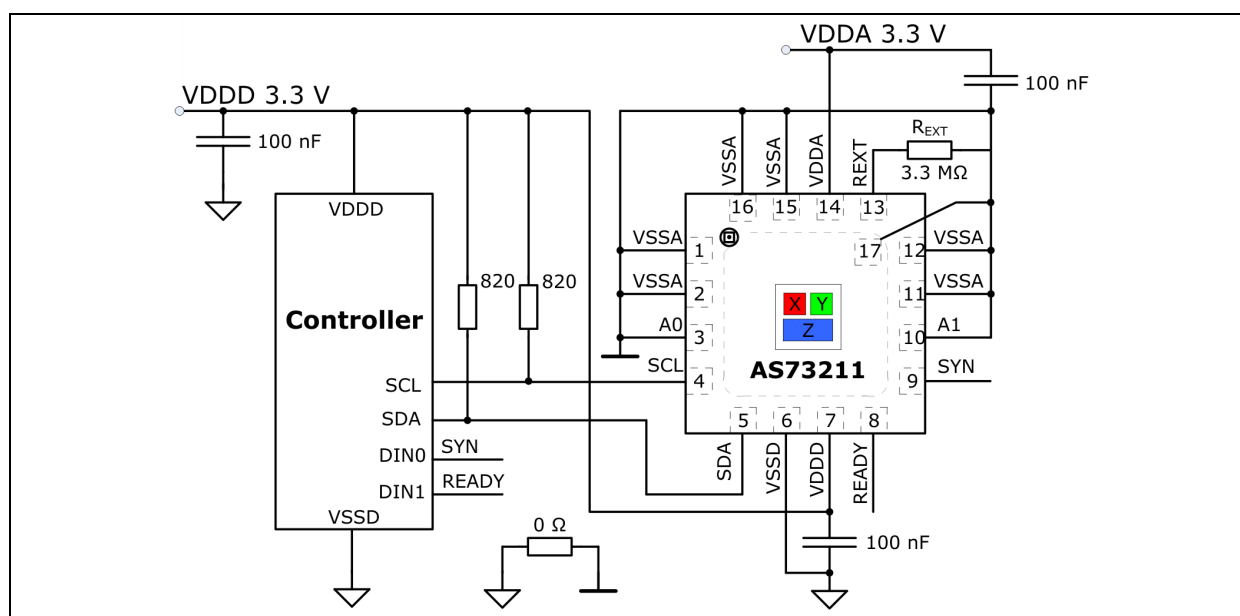 VDDA 3.3 V
100 nF
VDDD 3.3 V
100 nF
VSSA
VSSA
VDDA
REXT
REXT
3.3 MΩ
VDDD
16
15
14
13
17
VSSA
1
12
VSSA
VSSA
2
11
VSSA
820
820
X
Y
Z
Controller
A0
3
10
A1
AS73211
SCL
SCL
4
9
SYN
SDA
5
6
7
8
DIN0
SYN
SDA
VSSD
VDDD
READY
DIN1
READY
VSSD
0 Ω
100 nF